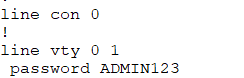 line con 0
!
line vty 0 1
 password ADMIN123